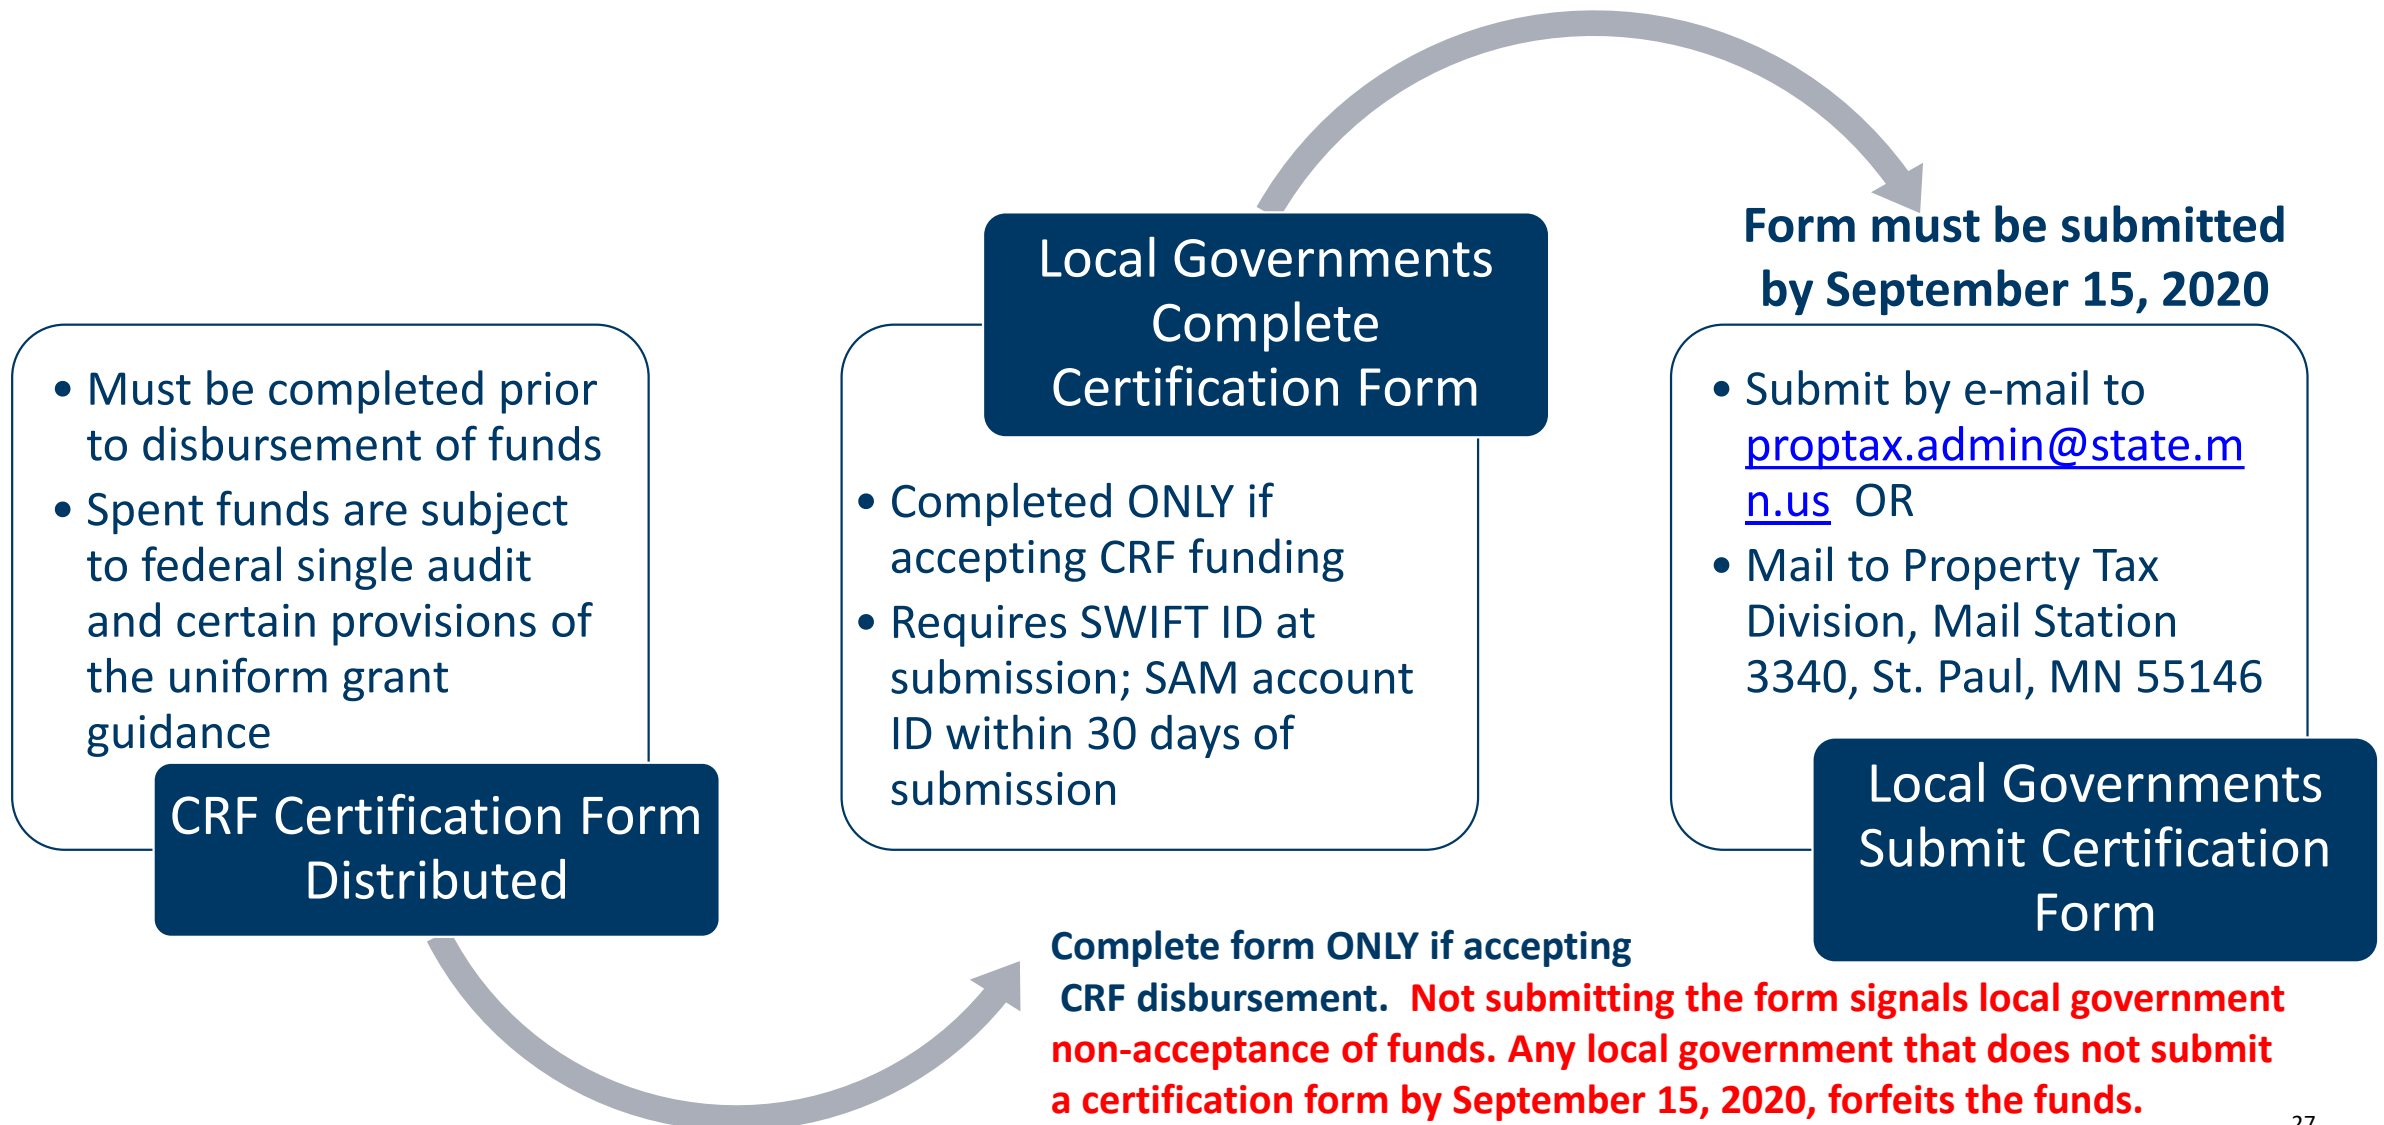 • Must be completed prior
to disbursement of funds
• Spent funds are subject
to federal single audit
and certain provisions of
the uniform grant
guidance
CRF Certification Form
Distributed
Local Governments
Complete
Certification Form
• Completed ONLY if
accepting CRF funding
• Requires SWIFT ID at
submission; SAM account
ID within 30 days of
submission
Form must be submitted
by September 15, 2020
• Submit by e-mail to
proptax.admin@state.m
n.us OR
• Mail to Property Tax
Division, Mail Station
3340, St. Paul, MN 55146
Local Governments
Submit Certification
Form
Complete form ONLY if accepting
CRF disbursement. Not submitting the form signals local government
non-acceptance of funds. Any local government that does not submit
a certification form by September 15, 2020, forfeits the funds.
27